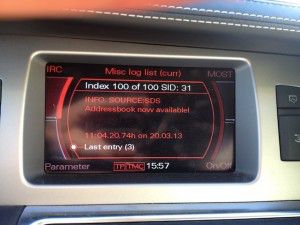 IRC Misc log list (curr) MOST
Index 100 of 100 SID: 31
INFO: SOURCE:SDS
Addressbook now available!
11:04.20.74h on 20.03.13
Last entry (3)
Parameter TP|TMC 15:57 On/Off